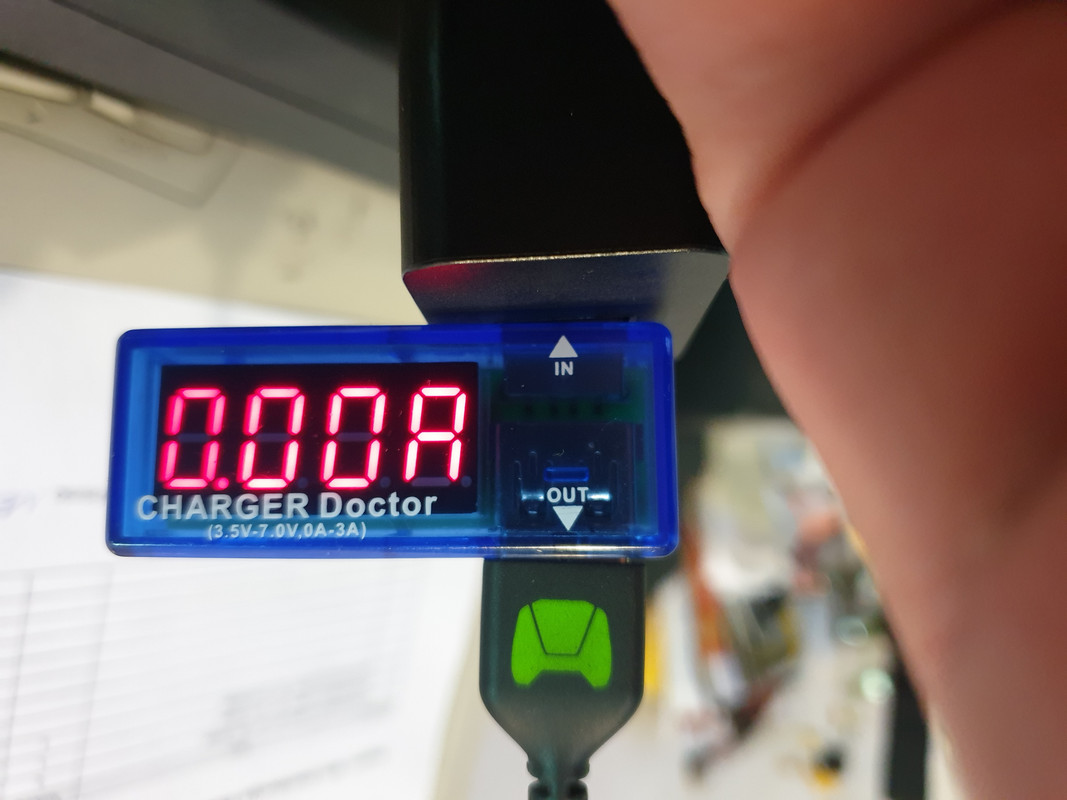 IN
0.00A
OUT
CHARGER Doctor
(3.5V-7.0V,0A-3A)